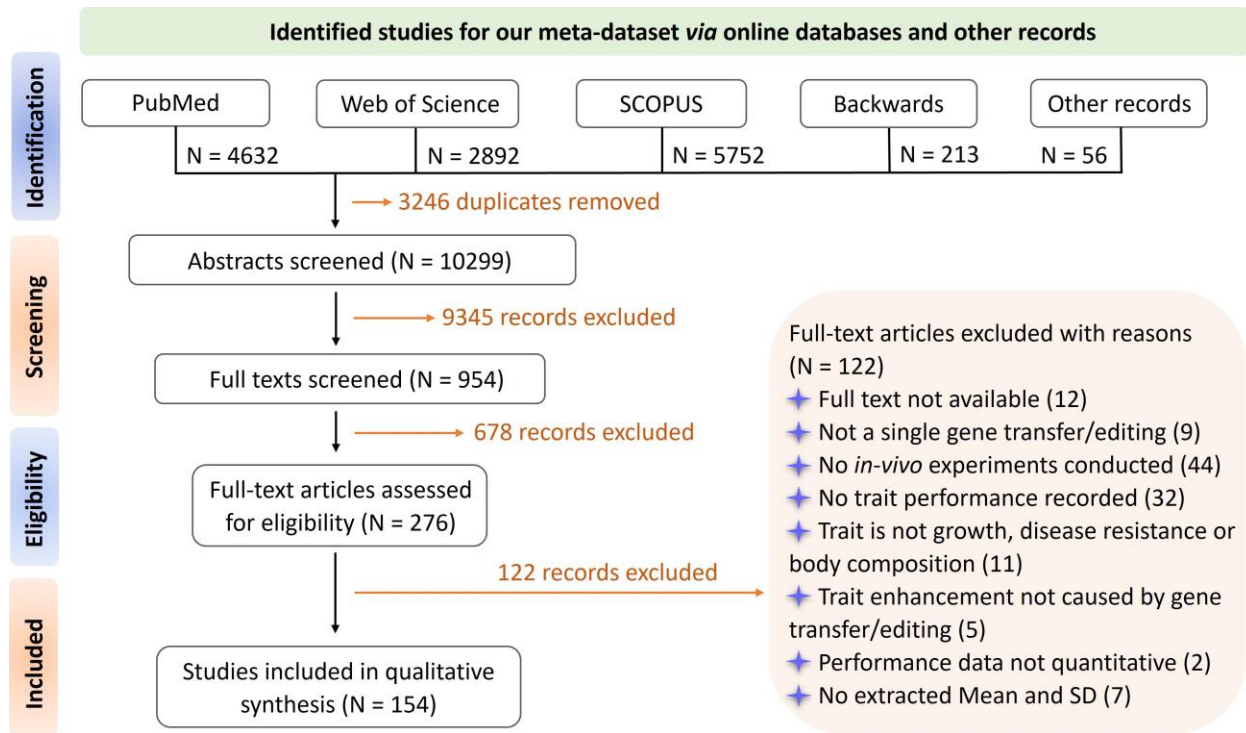 Identified studies for our meta-dataset via online databases and other records
Identification
PubMed
Web of Science
SCOPUS
Backwards
Other records
N = 4632
N = 2892
N = 5752
N = 213
N = 56
3246 duplicates removed
Screening
Abstracts screened (N = 10299)
9345 records excluded
Full texts screened (N = 954)
678 records excluded
Eligibility
Full-text articles assessed
for eligibility (N = 276)
122 records excluded
Included
Studies included in qualitative
synthesis (N = 154)
Full-text articles excluded with reasons
(N = 122)
Full text not available (12)
Not a single gene transfer/editing (9)
No in-vivo experiments conducted (44)
No trait performance recorded (32)
Trait is not growth, disease resistance or
body composition (11)
Trait enhancement not caused by gene
transfer/editing (5)
Performance data not quantitative (2)
No extracted Mean and SD (7)